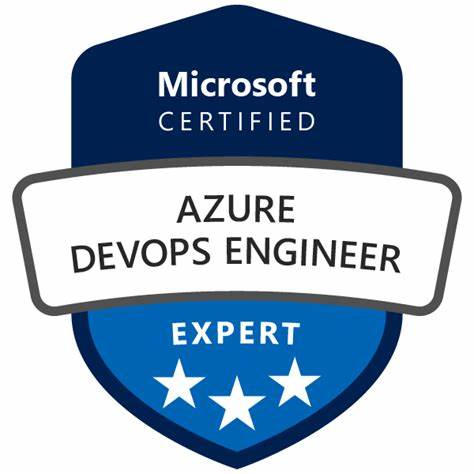 Microsoft
CERTIFIED
AZURE
DEVOPS ENGINEER
EXPERT